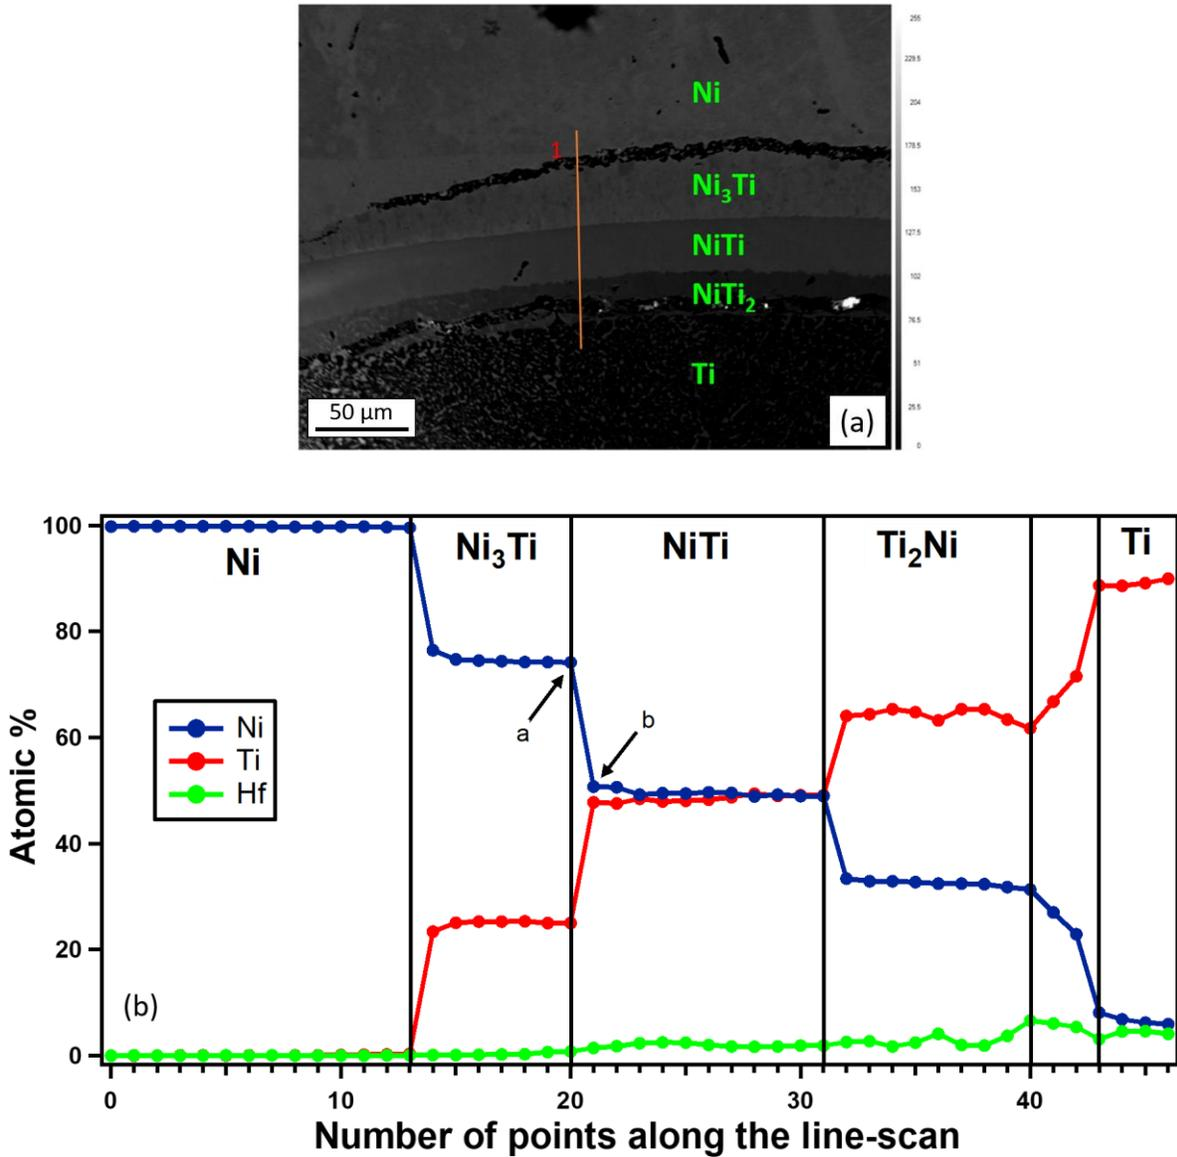 255
229.5
204
178.5
153
127.5
102
76.5
51
25.5
0
Ni
1
Ni₃Ti
NiTi
NiTi₂
Ti
50 µm
(a)
100
80
60
40
20
0
Atomic %
Ni
Ni₃Ti
NiTi
Ti₂Ni
Ti
a
b
Ni
Ti
Hf
(b)
0 10 20 30 40
Number of points along the line-scan